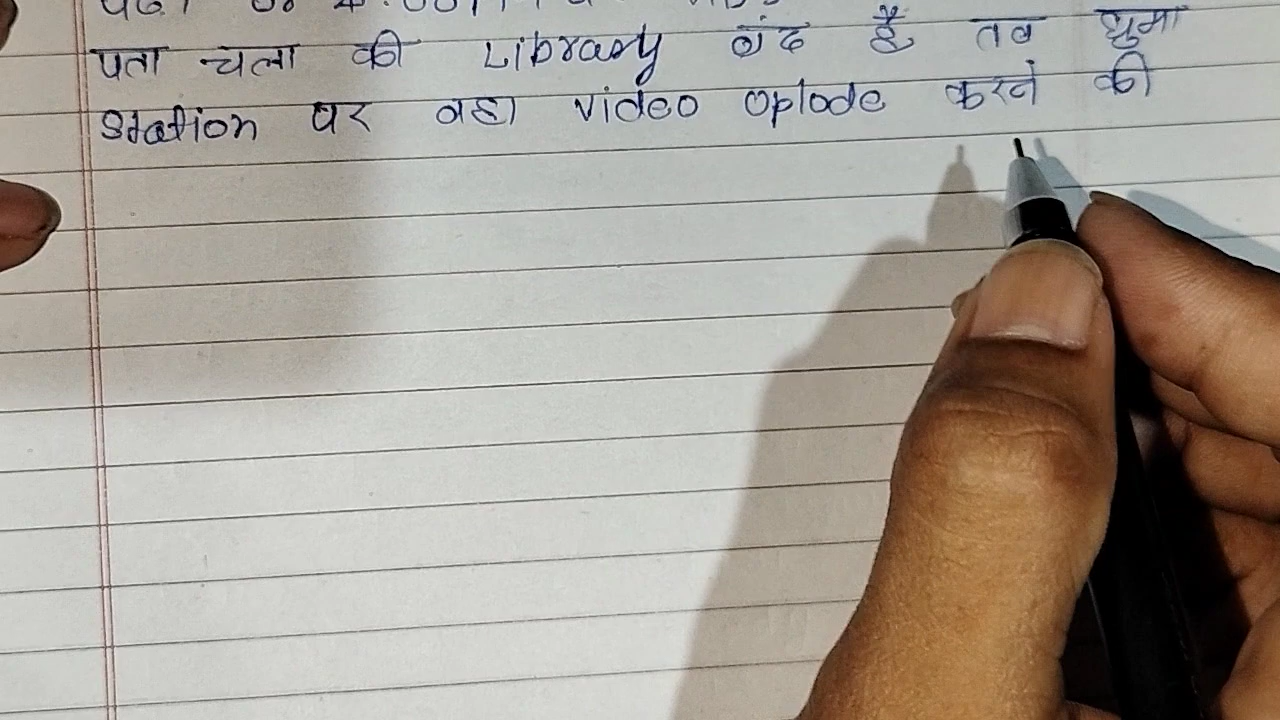 पता चला की Library बंद है तब घुमा
Station पर वहा video oplode करने की